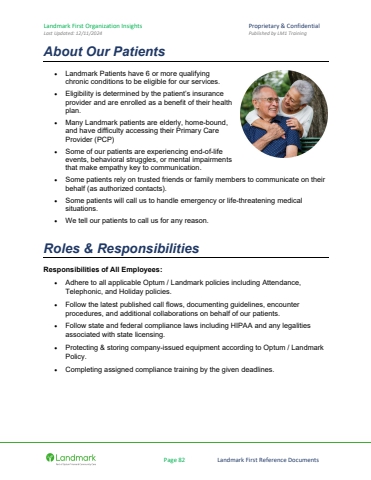 Landmark First Organization Insights
Proprietary & Confidential
Last Updated: 12/11/2024
Published by LMS Training
About Our Patients
• Landmark Patients have 6 or more qualifying
chronic conditions to be eligible for our services.
• Eligibility is determined by the patient's insurance
provider and are enrolled as a benefit of their health
plan.
• Many Landmark patients are elderly, home-bound,
and have difficulty accessing their Primary Care
Provider (PCP)
• Some of our patients are experiencing end-of-life
events, behavioral struggles, or mental impairments
that make empathy key to communication.
• Some patients rely on trusted friends or family members to communicate on their
behalf (as authorized contacts).
• Some patients will call us to handle emergency or life-threatening medical
situations.
• We tell our patients to call us for any reason.
Roles & Responsibilities
Responsibilities of All Employees:
• Adhere to all applicable Optum / Landmark policies including Attendance,
Telephonic, and Holiday policies.
• Follow the latest published call flows, documenting guidelines, encounter
procedures, and additional collaborations on behalf of our patients.
• Follow state and federal compliance laws including HIPAA and any legalities
associated with state licensing.
• Protecting & storing company-issued equipment according to Optum / Landmark
Policy.
• Completing assigned compliance training by the given deadlines.
Landmark
Page 82
Landmark First Reference Documents